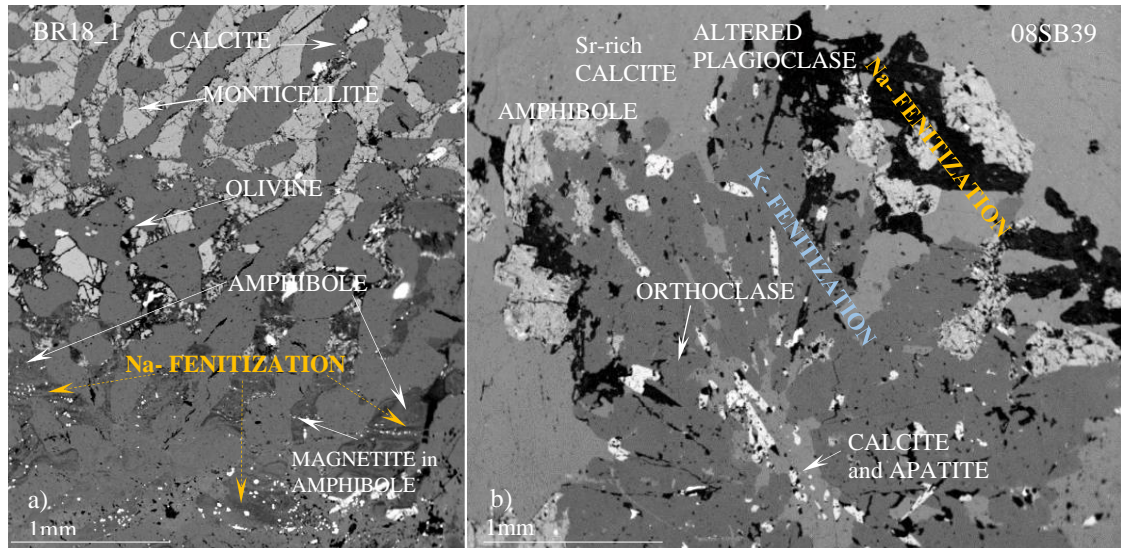 BR18_1
CALCITE
MONTICELLITE
OLIVINE
AMPHIBOLE
Na- FENITIZATION
MAGNETITE in
AMPHIBOLE
a)
1mm
08SB39
Sr-rich
CALCITE
ALTERED
PLAGIOCLASE
AMPHIBOLE
Na- FENITIZATION
K- FENITIZATION
ORTHOCLASE
CALCITE
and APATITE
b)
1mm